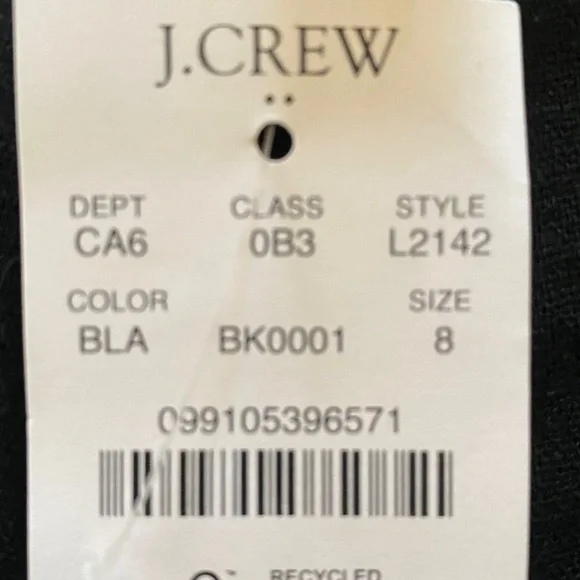 J.CREW
DEPT CLASS STYLE
CA6 0B3 L2142
COLOR SIZE
BLA BK0001 8
099105396571
RECYCLED